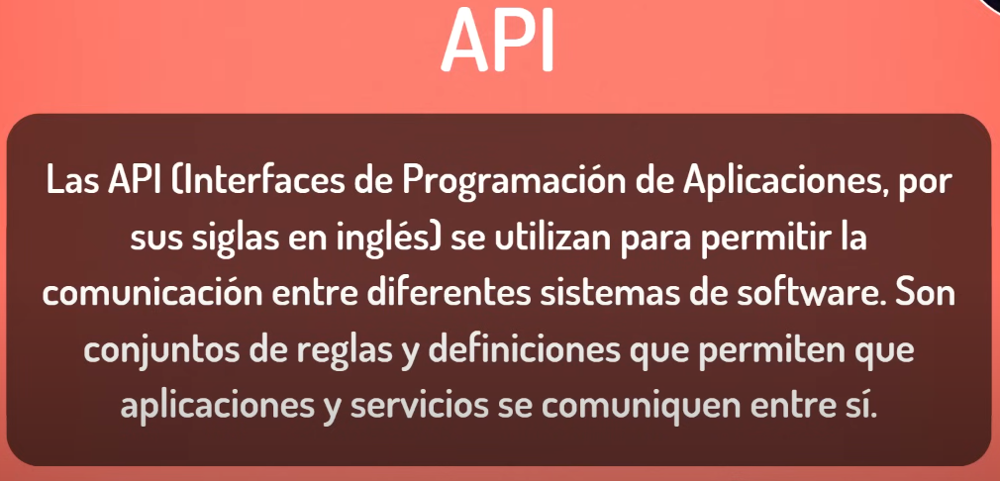 API
Las API (Interfaces de Programación de Aplicaciones, por
sus siglas en inglés) se utilizan para permitir la
comunicación entre diferentes sistemas de software. Son
conjuntos de reglas y definiciones que permiten que
aplicaciones y servicios se comuniquen entre sí.